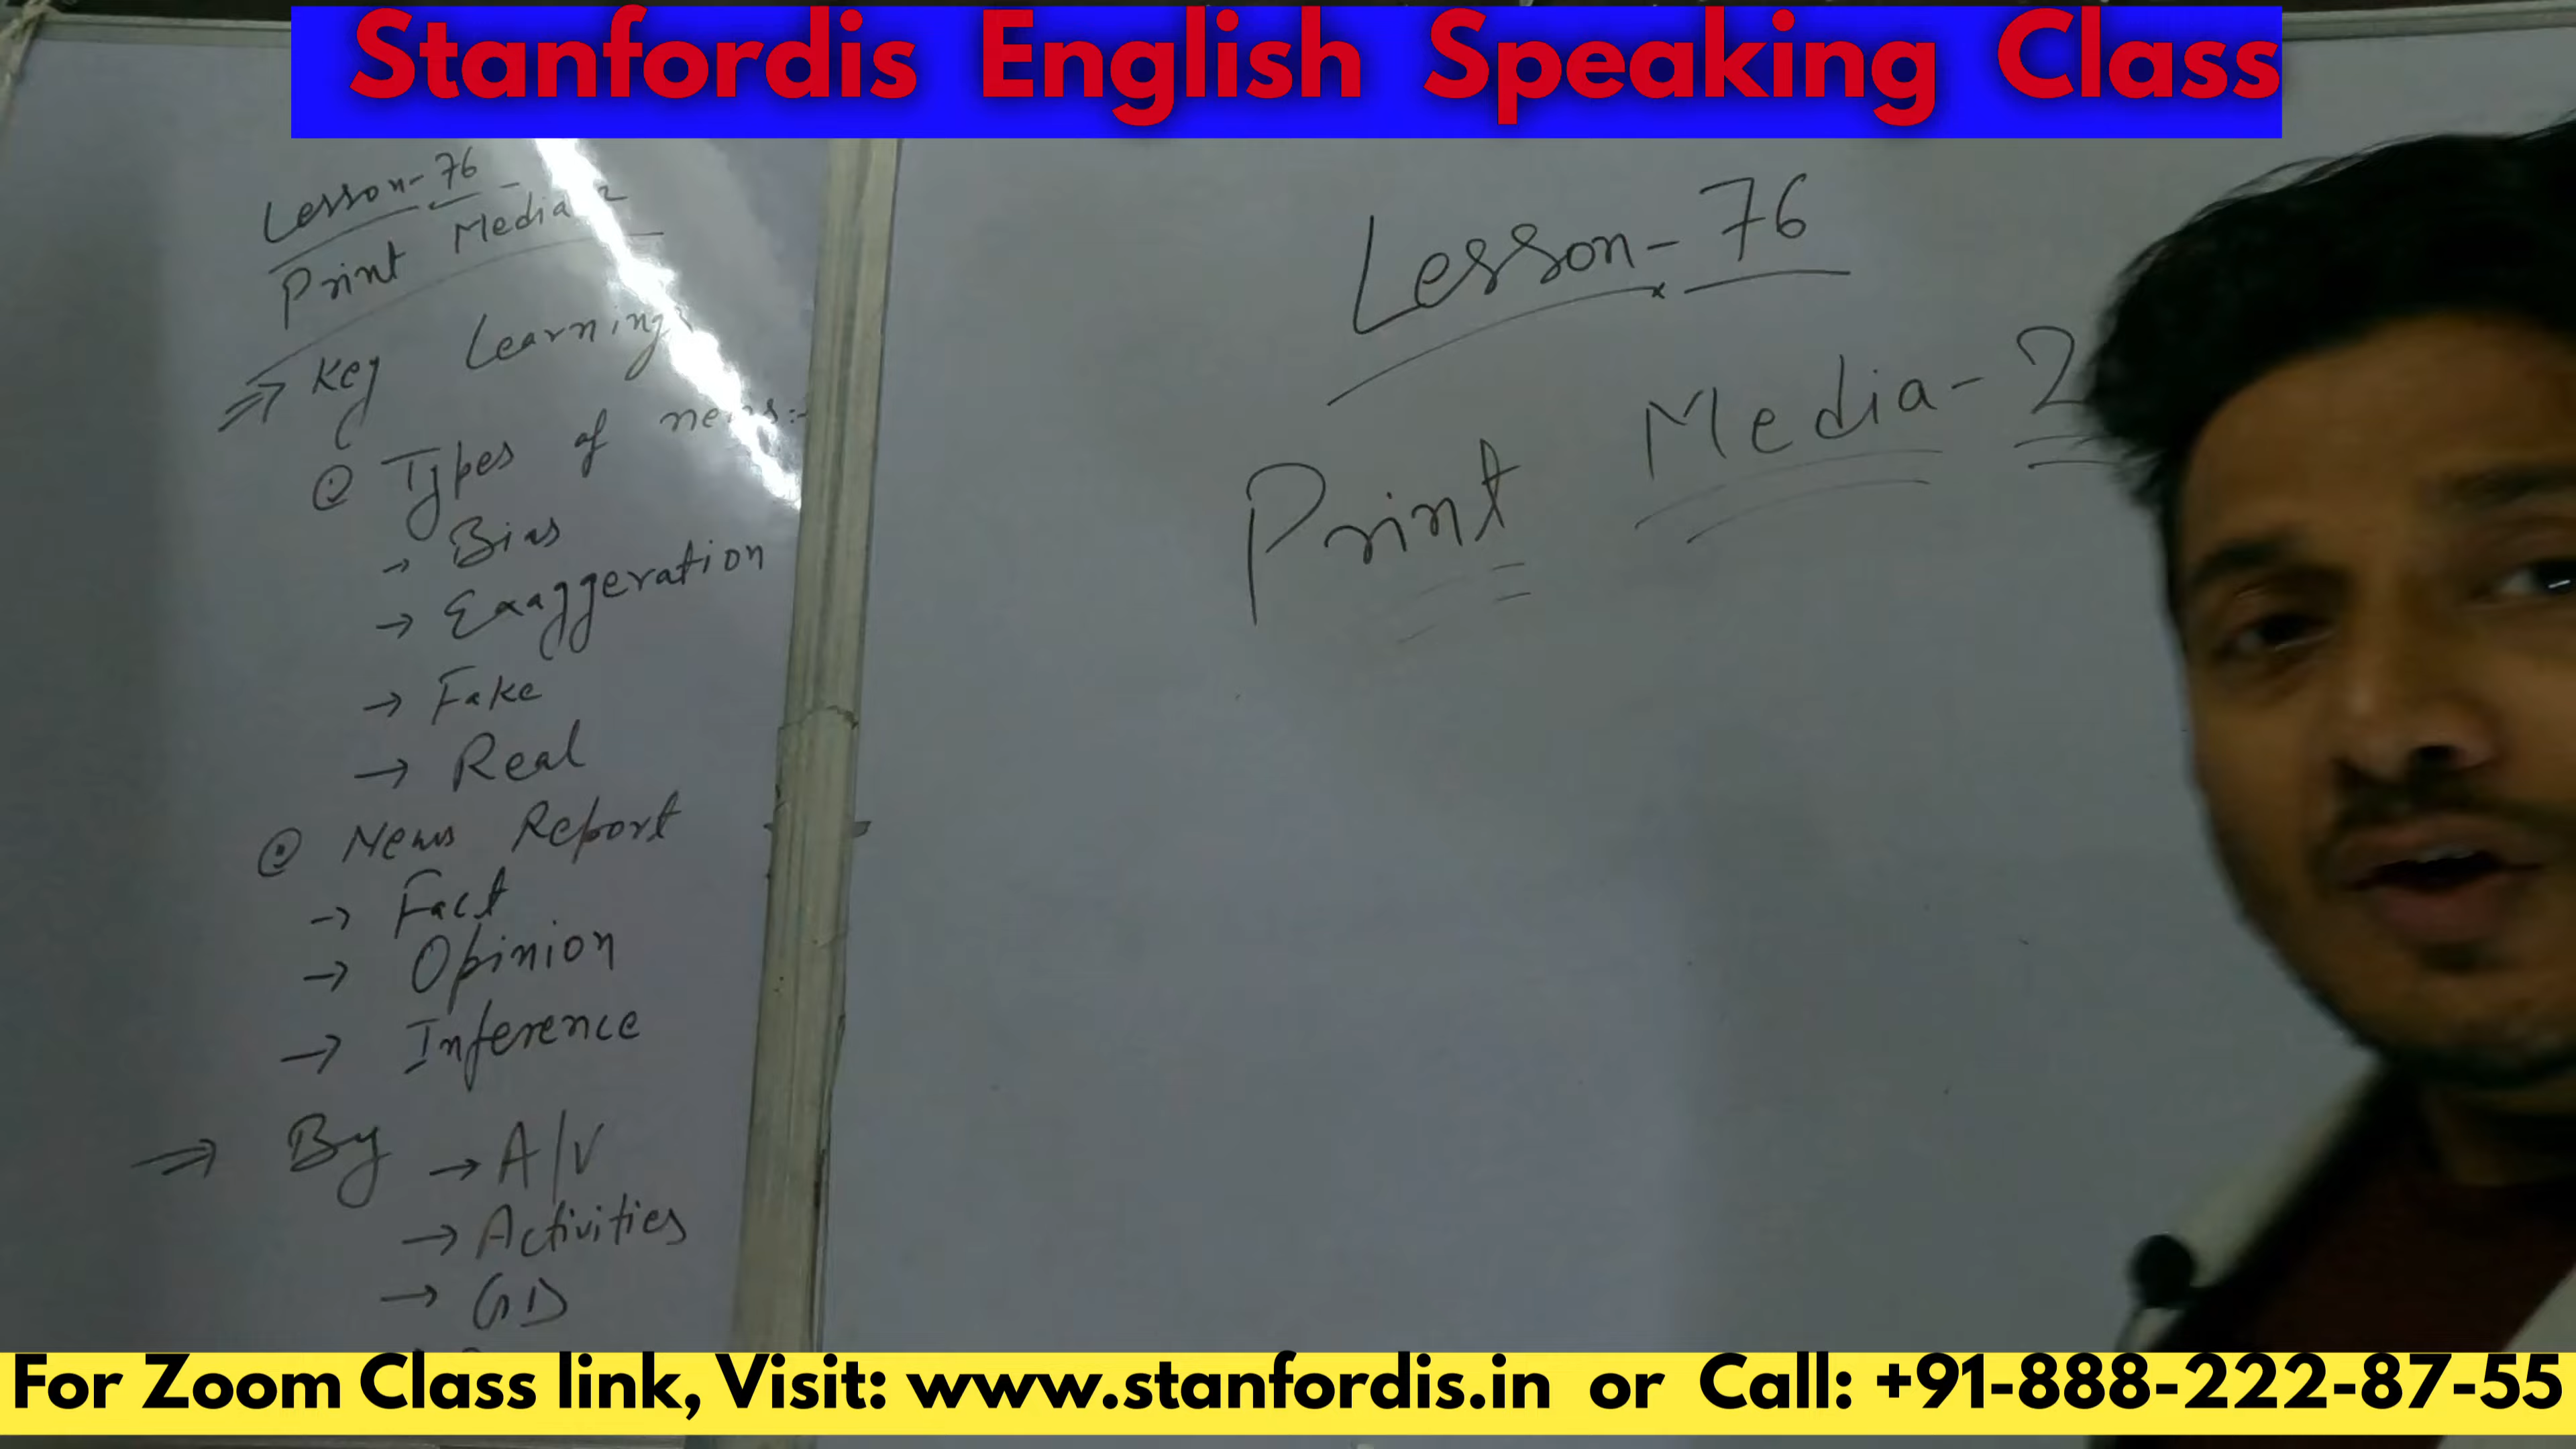 Stanfordis English Speaking Class
Lesson-76
Print Media-2
⇒ Key Learnings
@ Types of news:-
→ Bias
→ Exaggeration
→ Fake
→ Real
@ News Report
→ Fact
→ Opinion
→ Inference
⇒ By → A/V
→ Activities
→ GD
Lesson-76
Print Media-2
For Zoom Class link, Visit: www.stanfordis.in or Call: +91-888-222-87-55